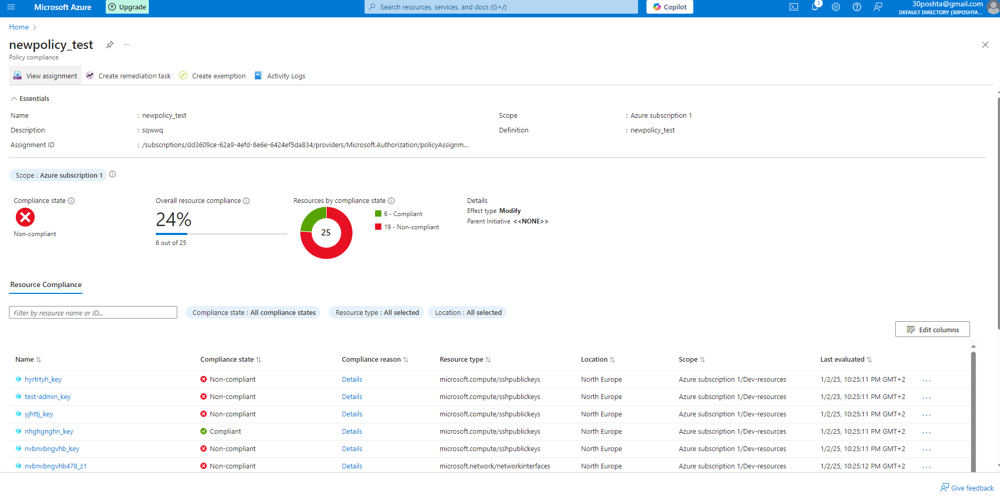 Microsoft Azure
Upgrade
Search resources, services, and docs (G+/)
Copilot
3
30poshta@gmail.com
DEFAULT DIRECTORY (30POSHTA...
Home
newpolicy_test
...
Policy compliance
View assignment
Create remediation task
Create exemption
Activity Logs
Essentials
Name : newpolicy_test
Scope : Azure subscription 1
Description : sqwwq
Definition : newpolicy_test
Assignment ID : /subscriptions/dd3609ce-62a9-4efd-8e6e-6424ef5da834/providers/Microsoft.Authorization/policyAssignm...
Scope : Azure subscription 1
Compliance state
Non-compliant
Overall resource compliance
24%
6 out of 25
Resources by compliance state
25
6 - Compliant
19 - Non-compliant
Details
Effect type Modify
Parent Initiative <<NONE>>
Resource Compliance
Filter by resource name or ID...
Compliance state : All compliance states
Resource type : All selected
Location : All selected
Edit columns
Name Compliance state Compliance reason Resource type Location Scope Last evaluated
hyrtrtyh_key Non-compliant Details microsoft.compute/sshpublickeys North Europe Azure subscription 1/Dev-resources 1/2/25, 10:25:11 PM GMT+2 ...
test-admin_key Non-compliant Details microsoft.compute/sshpublickeys North Europe Azure subscription 1/Dev-resources 1/2/25, 10:25:11 PM GMT+2 ...
yjhttj_key Non-compliant Details microsoft.compute/sshpublickeys North Europe Azure subscription 1/Dev-resources 1/2/25, 10:25:11 PM GMT+2 ...
nhghgnghn_key Compliant Details microsoft.compute/sshpublickeys North Europe Azure subscription 1/Dev-resources 1/2/25, 10:25:11 PM GMT+2 ...
nvbnvbngvhb_key Non-compliant Details microsoft.compute/sshpublickeys North Europe Azure subscription 1/Dev-resources 1/2/25, 10:25:11 PM GMT+2 ...
nvbnvbngvhb478_z1 Non-compliant Details microsoft.network/networkinterfaces North Europe Azure subscription 1/Dev-resources 1/2/25, 10:25:12 PM GMT+2 ...
Give feedback